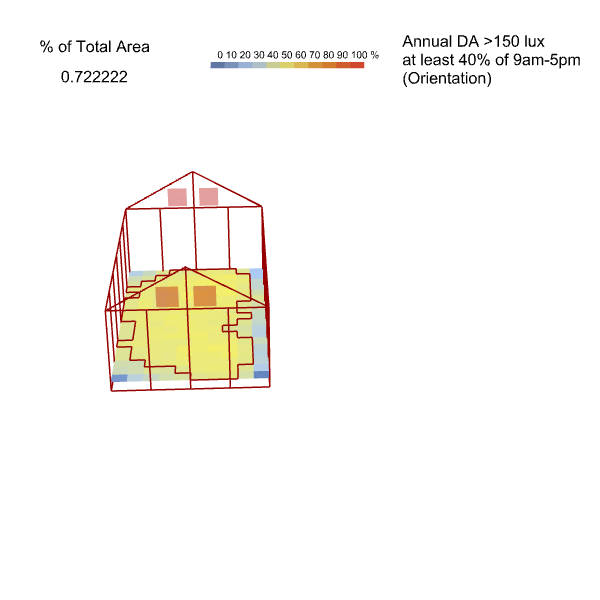 % of Total Area
0.722222
0 10 20 30 40 50 60 70 80 90 100 %
Annual DA >150 lux
at least 40% of 9am-5pm
(Orientation)